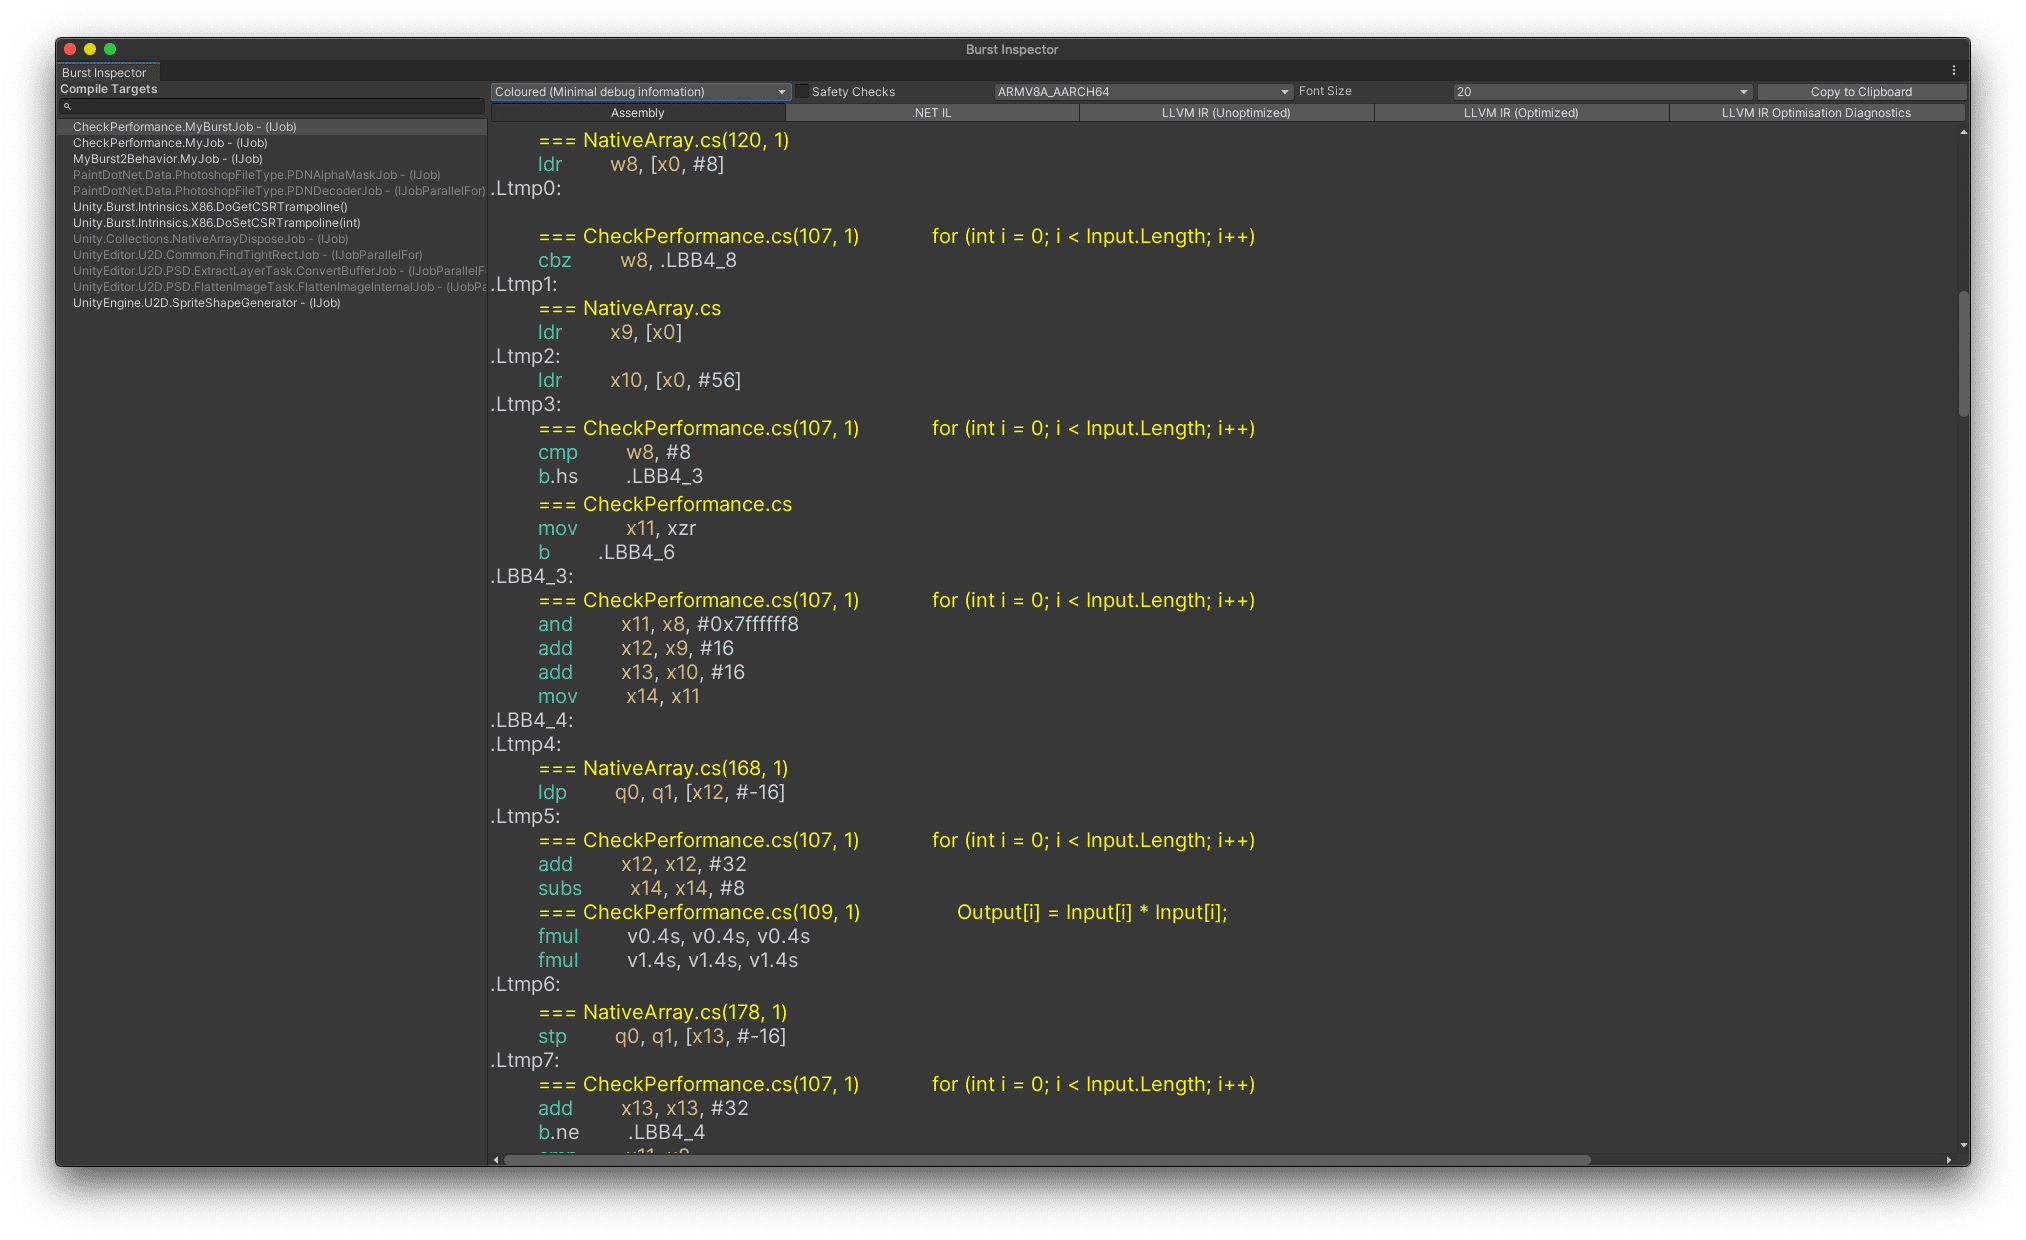 Burst Inspector
Burst Inspector
Compile Targets
Coloured (Minimal debug information) Safety Checks ARMV8A_AARCH64 Font Size 20 Copy to Clipboard
Assembly .NET IL LLVM IR (Unoptimized) LLVM IR (Optimized) LLVM IR Optimisation Diagnostics
CheckPerformance.MyBurstJob - (IJob)
CheckPerformance.MyJob - (IJob)
MyBurst2Behavior.MyJob - (IJob)
PaintDotNet.Data.PhotoshopFileType.PDNAlphaMaskJob - (IJob)
PaintDotNet.Data.PhotoshopFileType.PDNDecoderJob - (IJobParallelFor)
Unity.Burst.Intrinsics.X86.DoGetCSRTrampoline()
Unity.Burst.Intrinsics.X86.DoSetCSRTrampoline(int)
Unity.Collections.NativeArrayDisposeJob - (IJob)
UnityEditor.U2D.Common.FindTightRectJob - (IJobParallelFor)
UnityEditor.U2D.PSD.ExtractLayerTask.ConvertBufferJob - (IJobParallelF
UnityEditor.U2D.PSD.FlattenImageTask.FlattenImageInternalJob - (IJobPa
UnityEngine.U2D.SpriteShapeGenerator - (IJob)
=== NativeArray.cs(120, 1)
ldr w8, [x0, #8]
.Ltmp0:
=== CheckPerformance.cs(107, 1) for (int i = 0; i < Input.Length; i++)
cbz w8, .LBB4_8
.Ltmp1:
=== NativeArray.cs
ldr x9, [x0]
.Ltmp2:
ldr x10, [x0, #56]
.Ltmp3:
=== CheckPerformance.cs(107, 1) for (int i = 0; i < Input.Length; i++)
cmp w8, #8
b.hs .LBB4_3
=== CheckPerformance.cs
mov x11, xzr
b .LBB4_6
.LBB4_3:
=== CheckPerformance.cs(107, 1) for (int i = 0; i < Input.Length; i++)
and x11, x8, #0x7ffffff8
add x12, x9, #16
add x13, x10, #16
mov x14, x11
.LBB4_4:
.Ltmp4:
=== NativeArray.cs(168, 1)
ldp q0, q1, [x12, #-16]
.Ltmp5:
=== CheckPerformance.cs(107, 1) for (int i = 0; i < Input.Length; i++)
add x12, x12, #32
subs x14, x14, #8
=== CheckPerformance.cs(109, 1) Output[i] = Input[i] * Input[i];
fmul v0.4s, v0.4s, v0.4s
fmul v1.4s, v1.4s, v1.4s
.Ltmp6:
=== NativeArray.cs(178, 1)
stp q0, q1, [x13, #-16]
.Ltmp7:
=== CheckPerformance.cs(107, 1) for (int i = 0; i < Input.Length; i++)
add x13, x13, #32
b.ne .LBB4_4